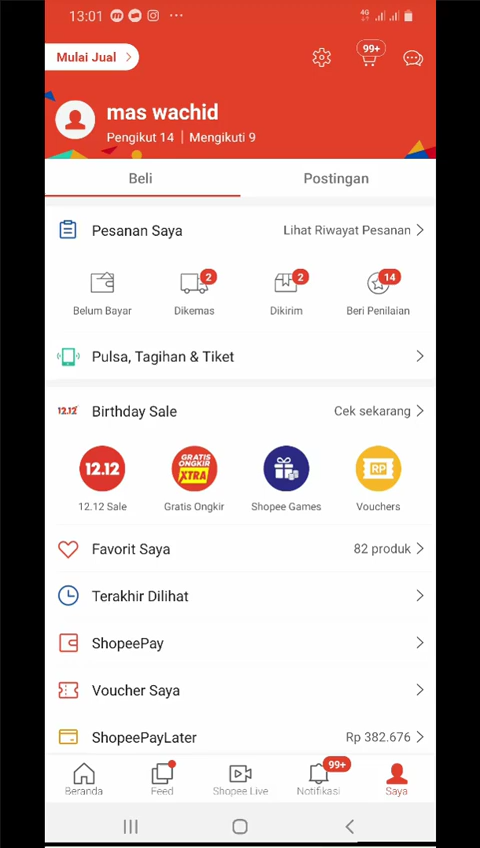 13:01
4G
Mulai Jual
99+
mas wachid
Pengikut 14 | Mengikuti 9
Beli
Postingan
Pesanan Saya
Lihat Riwayat Pesanan
2
2
14
Belum Bayar
Dikemas
Dikirim
Beri Penilaian
Pulsa, Tagihan & Tiket
12.12
Birthday Sale
Cek sekarang
12.12
GRATIS
ONGKIR
XTRA
RP
12.12 Sale
Gratis Ongkir
Shopee Games
Vouchers
Favorit Saya
82 produk
Terakhir Dilihat
ShopeePay
Voucher Saya
ShopeePayLater
Rp 382.676
99+
Beranda
Feed
Shopee Live
Notifikasi
Saya